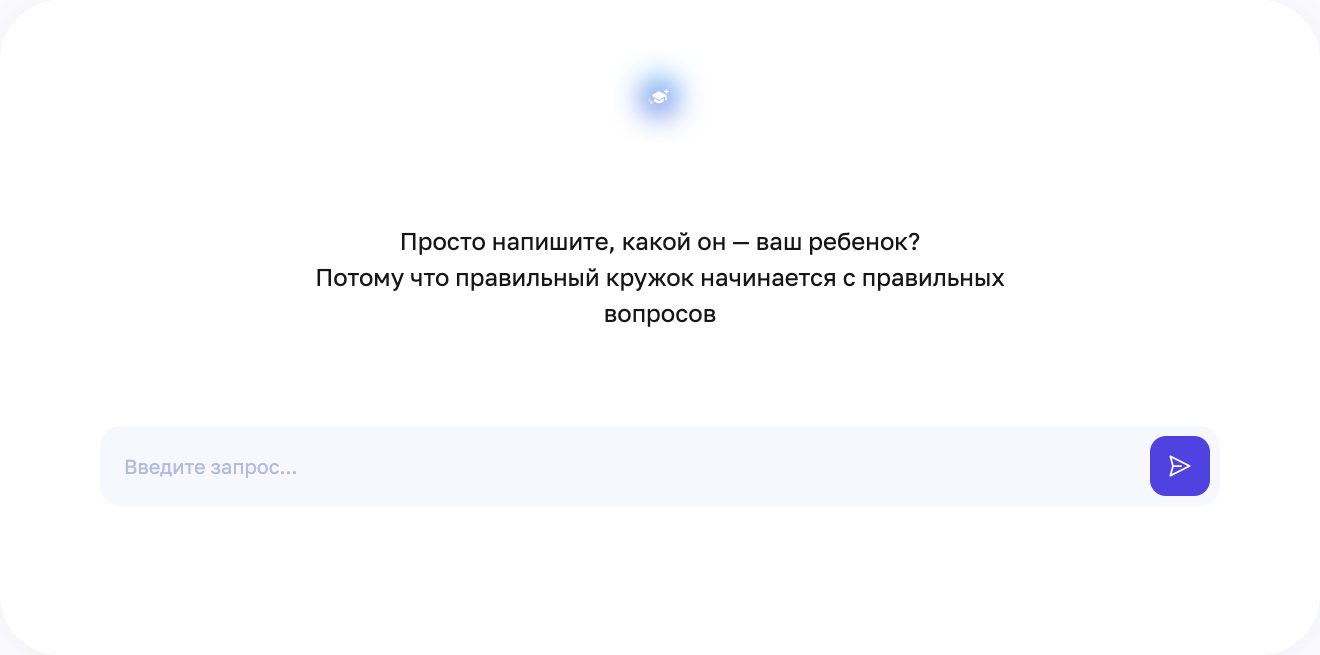 Просто напишите, какой он — ваш ребенок?
Потому что правильный кружок начинается с правильных
вопросов
Введите запрос...